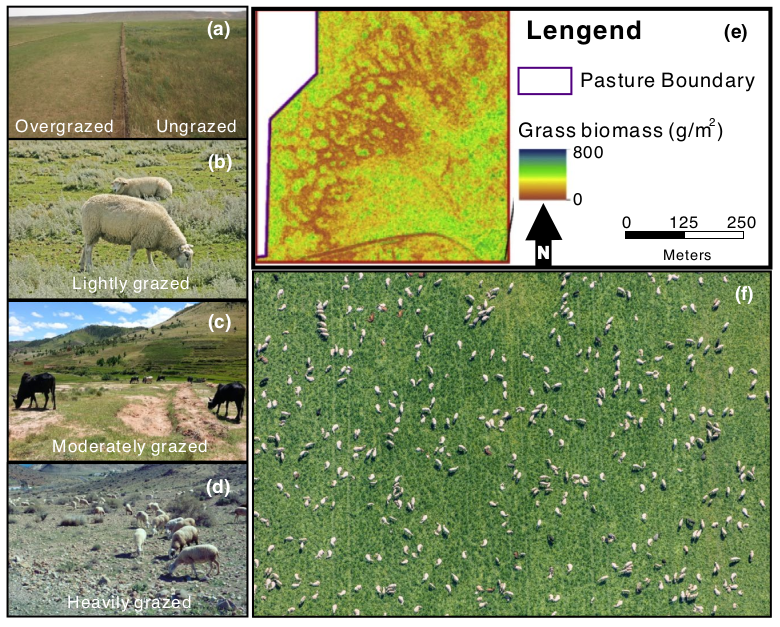 (a)
Overgrazed Ungrazed
(b)
Lightly grazed
(c)
Moderately grazed
(d)
Heavily grazed
Lengend (e)
Pasture Boundary
Grass biomass (g/m²)
800
0
N
0 125 250
Meters
(f)